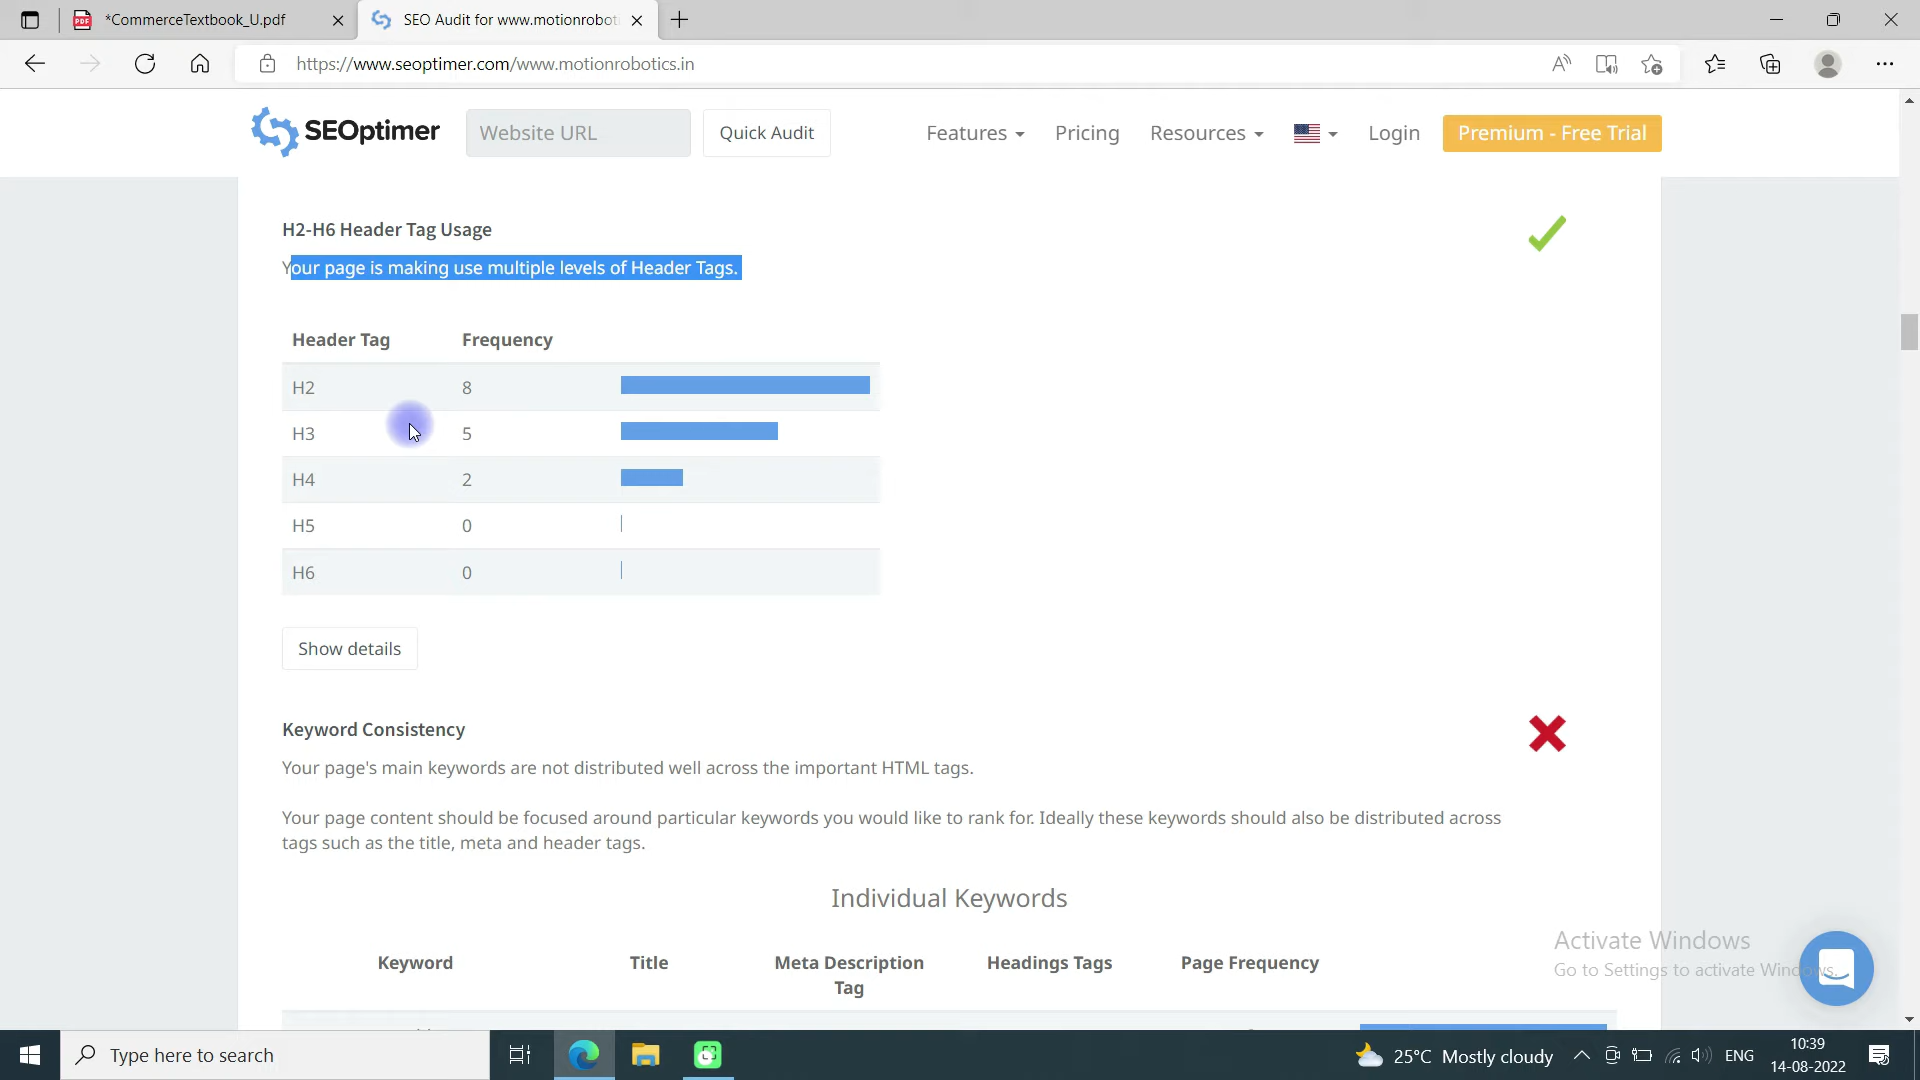 *CommerceTextbook_U.pdf
SEO Audit for www.motionrobot
https://www.seoptimer.com/www.motionrobotics.in
SEOptimer
Website URL
Quick Audit
Features
Pricing
Resources
Login
Premium - Free Trial
H2-H6 Header Tag Usage
Your page is making use multiple levels of Header Tags.
Header Tag Frequency
H2 8
H3 5
H4 2
H5 0
H6 0
Show details
Keyword Consistency
Your page's main keywords are not distributed well across the important HTML tags.
Your page content should be focused around particular keywords you would like to rank for. Ideally these keywords should also be distributed across
tags such as the title, meta and header tags.
Individual Keywords
Keyword Title Meta Description Headings Tags Page Frequency
Tag
Activate Windows
Go to Settings to activate Windows.
Type here to search
25°C Mostly cloudy
ENG
10:39
14-08-2022